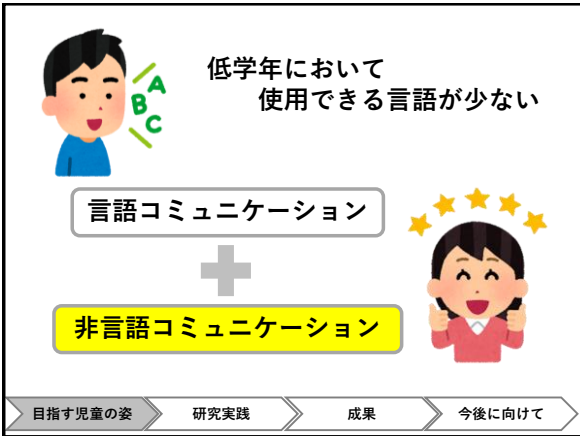 低学年において
使用できる言語が少ない
A
B
C
言語コミュニケーション
非言語コミュニケーション
目指す児童の姿
研究実践
成果
今後に向けて